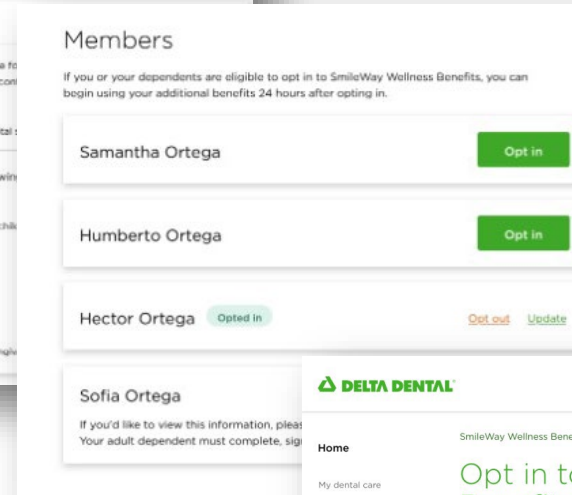 Members
If you or your dependents are eligible to opt in to SmileWay Wellness Benefits, you can
begin using your additional benefits 24 hours after opting in.
Samantha Ortega
Opt in
Humberto Ortega
Opt in
Hector Ortega
Opted in
Opt out
Update
Sofia Ortega
If you'd like to view this information,
Your adult dependent must complete,
DELTA DENTAL
Home
My dental care
SmileWay Wellness
Opt in